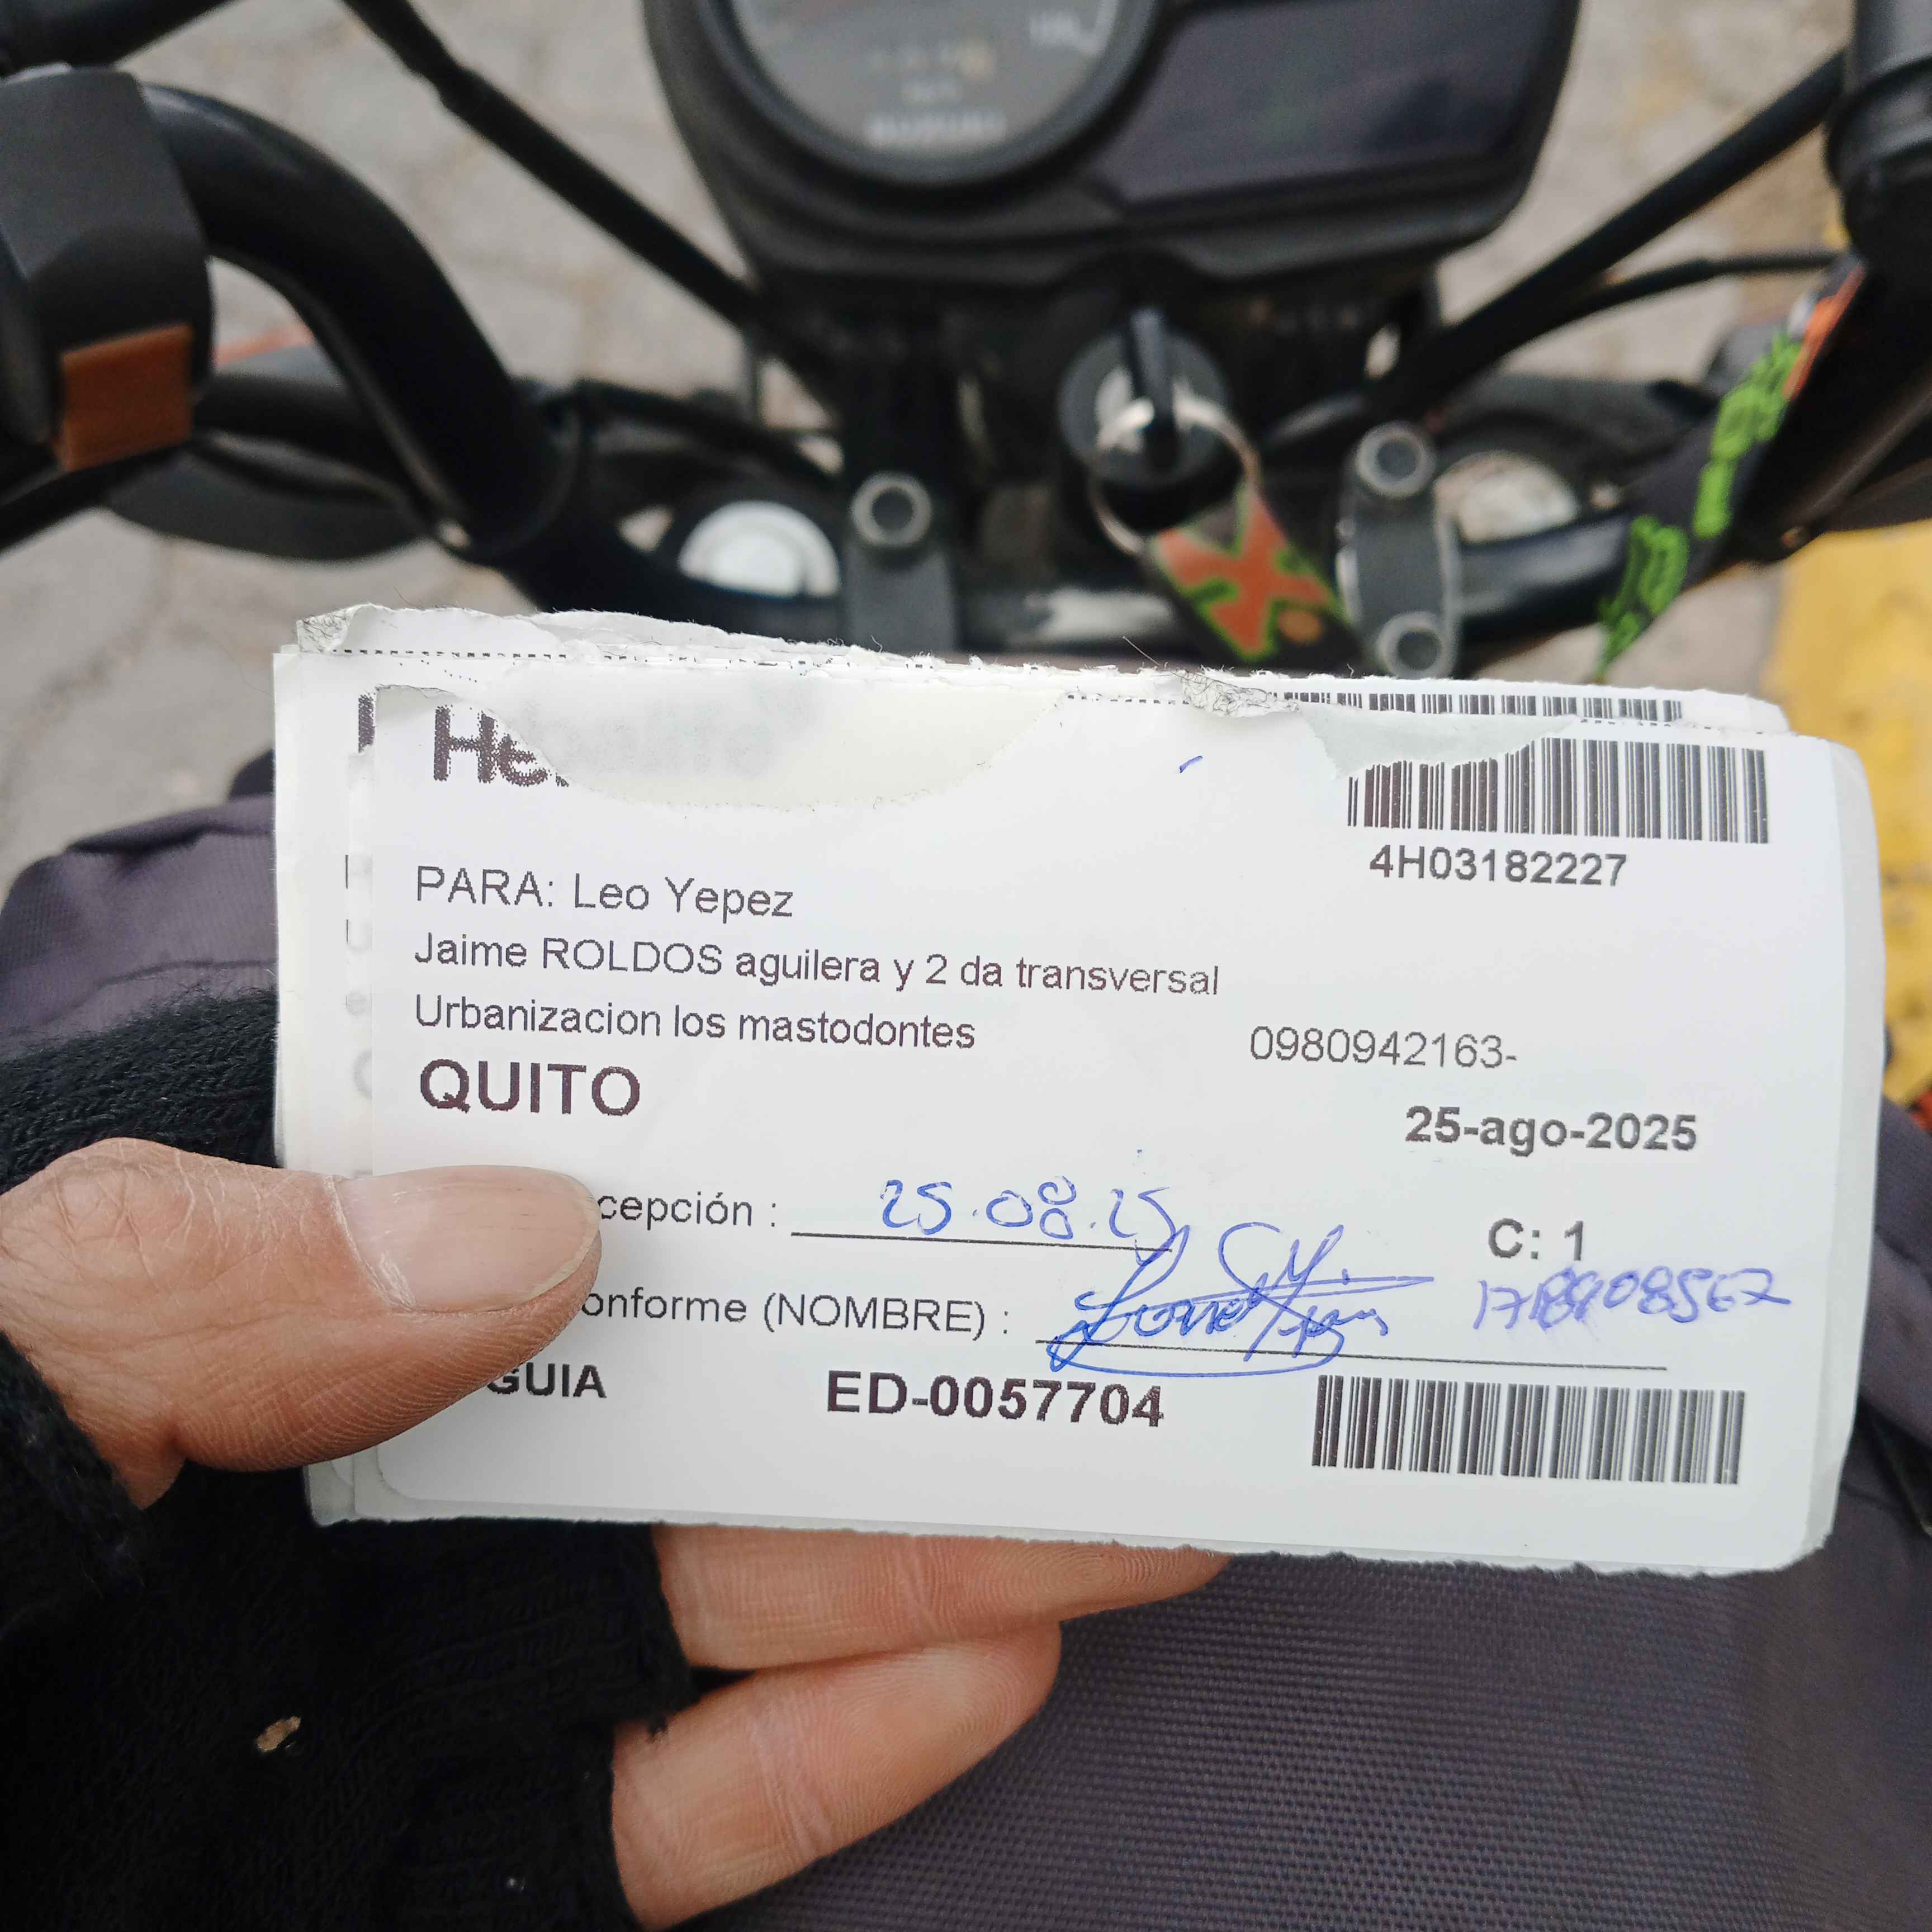 4H03182227
PARA: Leo Yepez
Jaime ROLDOS aguilera y 2 da transversal
Urbanizacion los mastodontes
0980942163-
QUITO
25-ago-2025
cepción : 25.08.25
C: 1
onforme (NOMBRE) :
GUIA ED-0057704